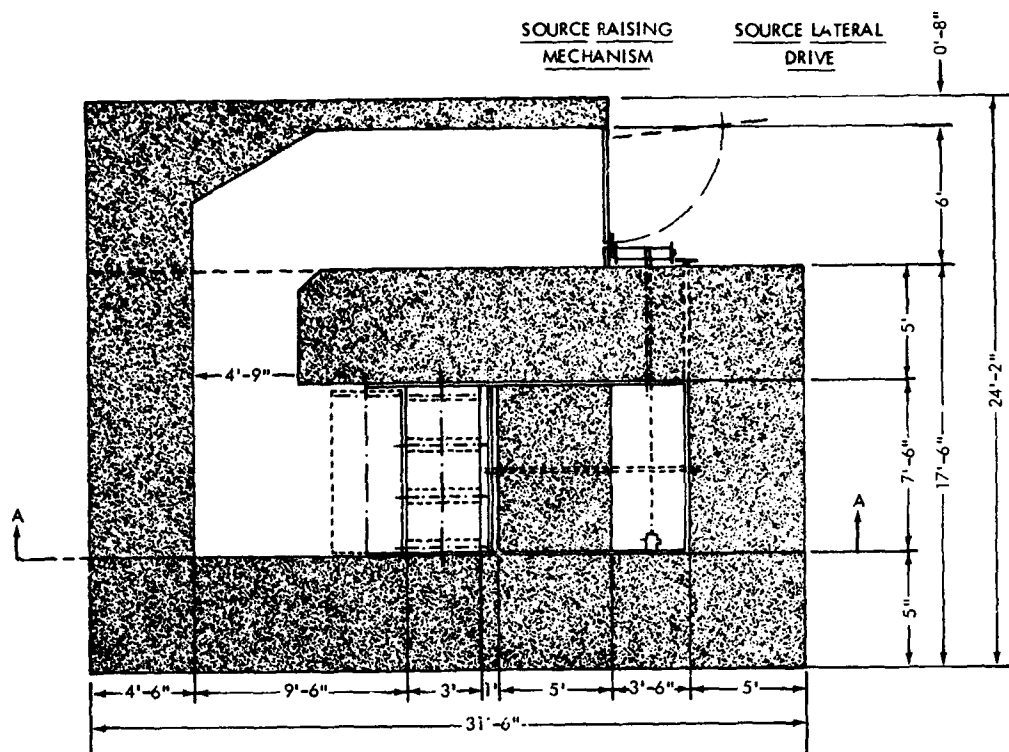 SOURCE RAISING
MECHANISM
SOURCE LATERAL
DRIVE
0'-8"
6'
5'
24'-2"
4'-9"
7'-6"
17'-6"
A
A
5"
4'-6"
9'-6"
3'
1'
5'
3'-6"
5'
31'-6"